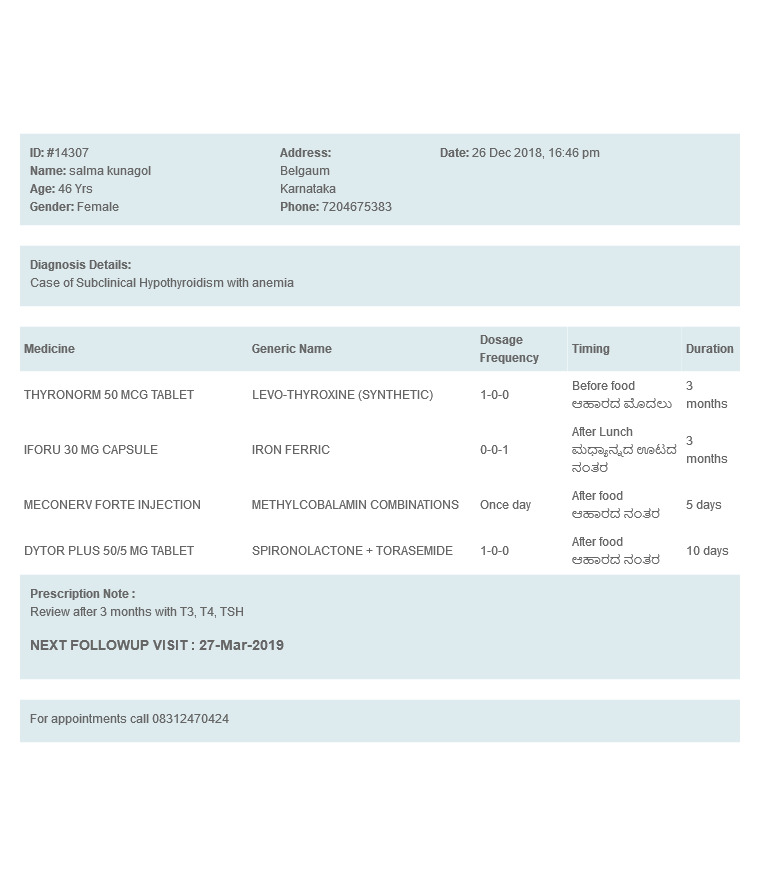 ID: #14307 Address: Date: 26 Dec 2018, 16:46 pm
Name: salma kunagol Belgaum
Age: 46 Yrs Karnataka
Gender: Female Phone: 7204675383
Diagnosis Details:
Case of Subclinical Hypothyroidism with anemia
Medicine Generic Name Dosage Frequency Timing Duration
THYRONORM 50 MCG TABLET LEVO-THYROXINE (SYNTHETIC) 1-0-0 Before food ಆಹಾರದ ಮೊದಲು 3 months
IFORU 30 MG CAPSULE IRON FERRIC 0-0-1 After Lunch ಮಧ್ಯಾನ್ನದ ಊಟದ ನಂತರ 3 months
MECONERV FORTE INJECTION METHYLCOBALAMIN COMBINATIONS Once day After food ಆಹಾರದ ನಂತರ 5 days
DYTOR PLUS 50/5 MG TABLET SPIRONOLACTONE + TORASEMIDE 1-0-0 After food ಆಹಾರದ ನಂತರ 10 days
Prescription Note :
Review after 3 months with T3, T4, TSH
NEXT FOLLOWUP VISIT : 27-Mar-2019
For appointments call 08312470424